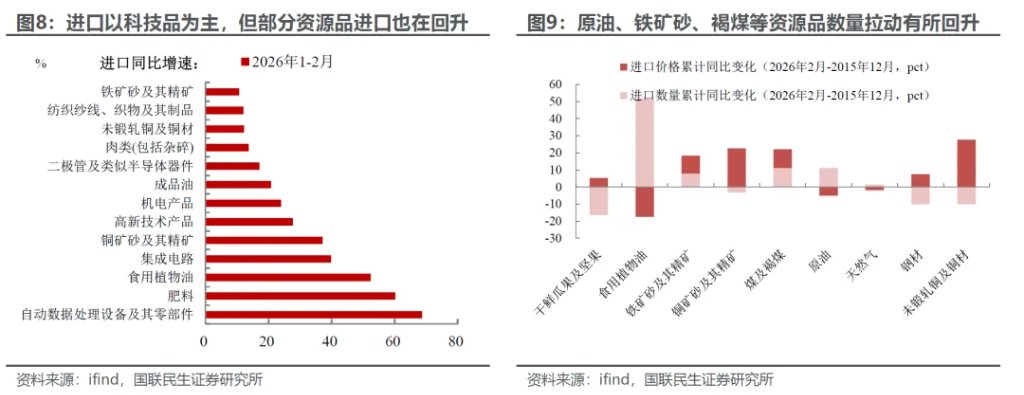 图8：进口以科技品为主，但部分资源品进口也在回升
%
进口同比增速：
2026年1-2月
铁矿砂及其精矿
纺织纱线、织物及其制品
未锻轧铜及铜材
肉类(包括杂碎)
二极管及类似半导体器件
成品油
机电产品
高新技术产品
铜矿砂及其精矿
集成电路
食用植物油
肥料
自动数据处理设备及其零部件
0 20 40 60 80
资料来源：ifind，国联民生证券研究所
图9：原油、铁矿砂、褐煤等资源品数量拉动有所回升
进口价格累计同比变化（2026年2月-2015年12月，pct）
进口数量累计同比变化（2026年2月-2015年12月，pct）
60
50
40
30
20
10
0
-10
-20
-30
干鲜瓜果及坚果
食用植物油
铁矿砂及其精矿
铜矿砂及其精矿
煤及褐煤
原油
天然气
钢材
未锻轧铜及铜材
资料来源：ifind，国联民生证券研究所